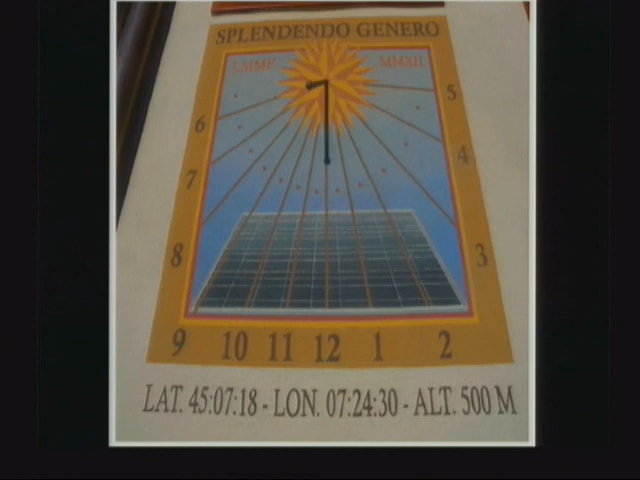 SPLENDENDO GENERO
LMMF MMXII
5
6
4
7
8 3
9 10 11 12 1 2
LAT. 45:07:18 - LON. 07:24:30 - ALT. 500 M